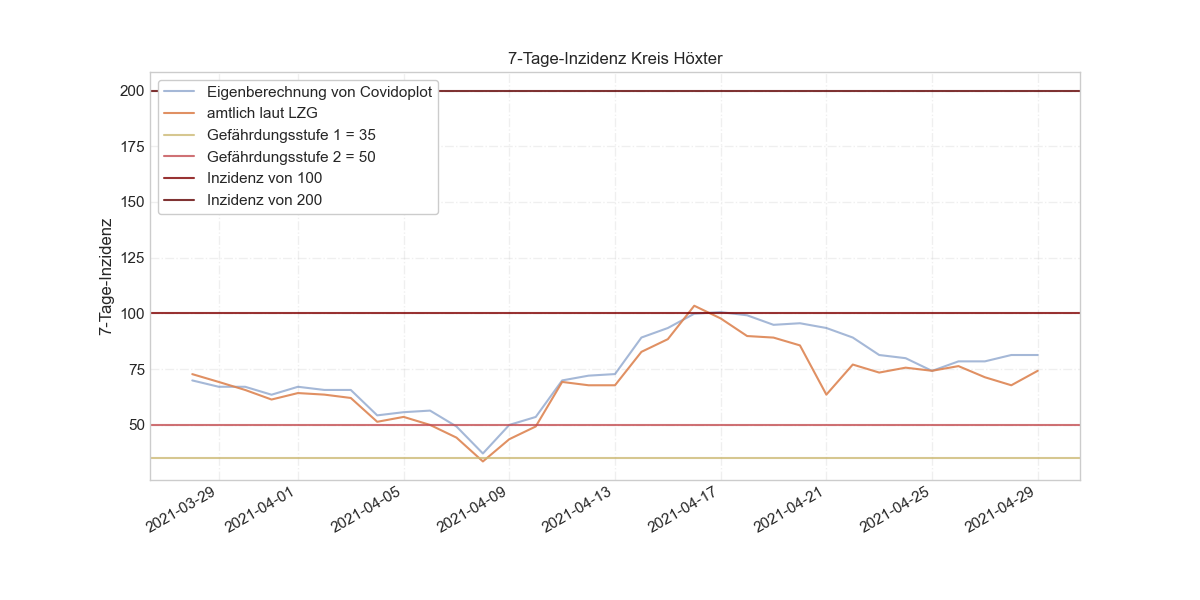 7-Tage-Inzidenz Kreis Höxter
Eigenberechnung von Covidoplot
amtlich laut LZG
Gefährdungsstufe 1 = 35
Gefährdungsstufe 2 = 50
Inzidenz von 100
Inzidenz von 200
7-Tage-Inzidenz
200
175
150
125
100
75
50
2021-03-29
2021-04-01
2021-04-05
2021-04-09
2021-04-13
2021-04-17
2021-04-21
2021-04-25
2021-04-29